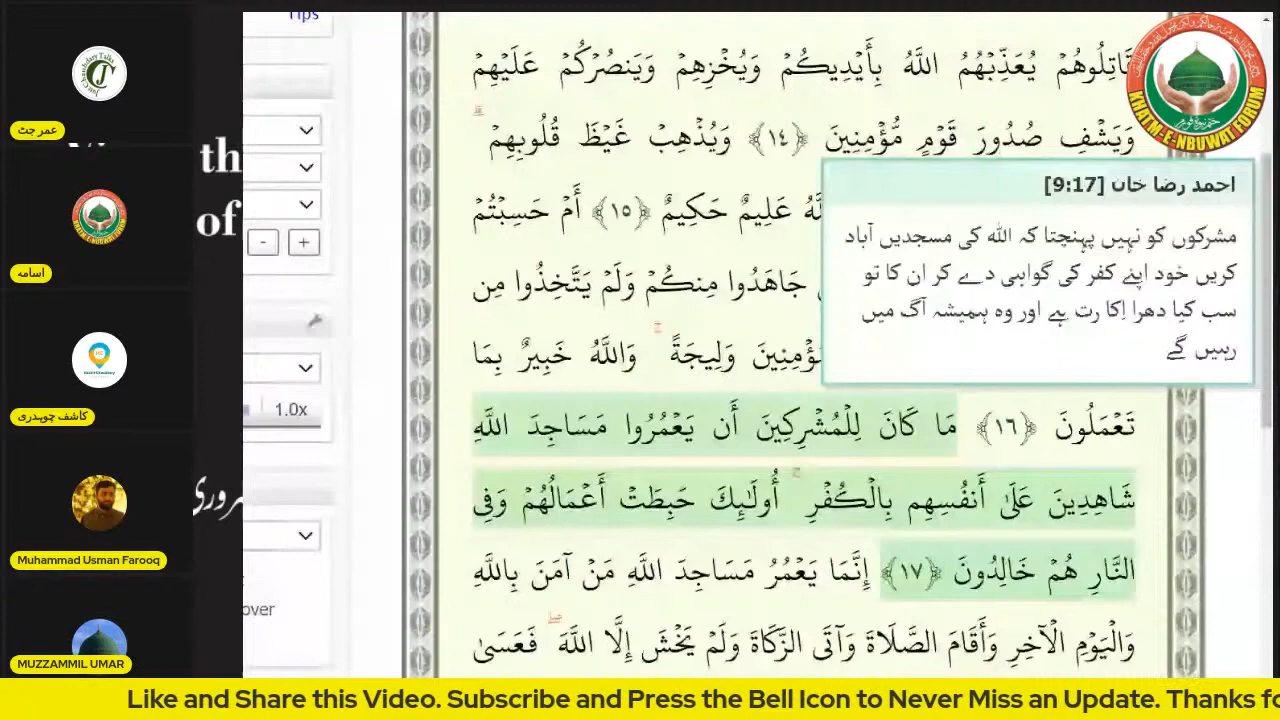 Tips
عمر جٹ
اسامہ
کاشف چوہدری
Muhammad Usman Farooq
MUZZAMMIL UMAR
th
of
- +
1.0x
over
KHATM-E-NBUWAT FORUM
قَاتِلُوهُمْ يُعَذِّبْهُمُ اللَّهُ بِأَيْدِيكُمْ وَيُخْزِهِمْ وَيَنصُرْكُمْ عَلَيْهِمْ
وَيَشْفِ صُدُورَ قَوْمٍ مُّؤْمِنِينَ ﴿١٤﴾ وَيُذْهِبْ غَيْظَ قُلُوبِهِمْ
عَلِيمٌ حَكِيمٌ ﴿١٥﴾ أَمْ حَسِبْتُمْ
جَاهَدُوا مِنكُمْ وَلَمْ يَتَّخِذُوا مِن
وَلِيجَةً وَاللَّهُ خَبِيرٌ بِمَا
تَعْمَلُونَ ﴿١٦﴾ مَا كَانَ لِلْمُشْرِكِينَ أَن يَعْمُرُوا مَسَاجِدَ اللَّهِ
شَاهِدِينَ عَلَىٰ أَنفُسِهِم بِالْكُفْرِ أُولَـٰئِكَ حَبِطَتْ أَعْمَالُهُمْ وَفِي
النَّارِ هُمْ خَالِدُونَ ﴿١٧﴾ إِنَّمَا يَعْمُرُ مَسَاجِدَ اللَّهِ مَنْ آمَنَ بِاللَّهِ
وَالْيَوْمِ الْآخِرِ وَأَقَامَ الصَّلَاةَ وَآتَى الزَّكَاةَ وَلَمْ يَخْشَ إِلَّا اللَّهَ فَعَسَىٰ
احمد رضا خان [9:17]
مشرکوں کو نہیں پہنچتا کہ اللہ کی مسجدیں آباد
کریں خود اپنے کفر کی گواہی دے کر ان کا تو
سب کیا دھرا اِکا رت ہے اور وہ ہمیشہ آگ میں
رہیں گے
Like and Share this Video. Subscribe and Press the Bell Icon to Never Miss an Update. Thanks fo